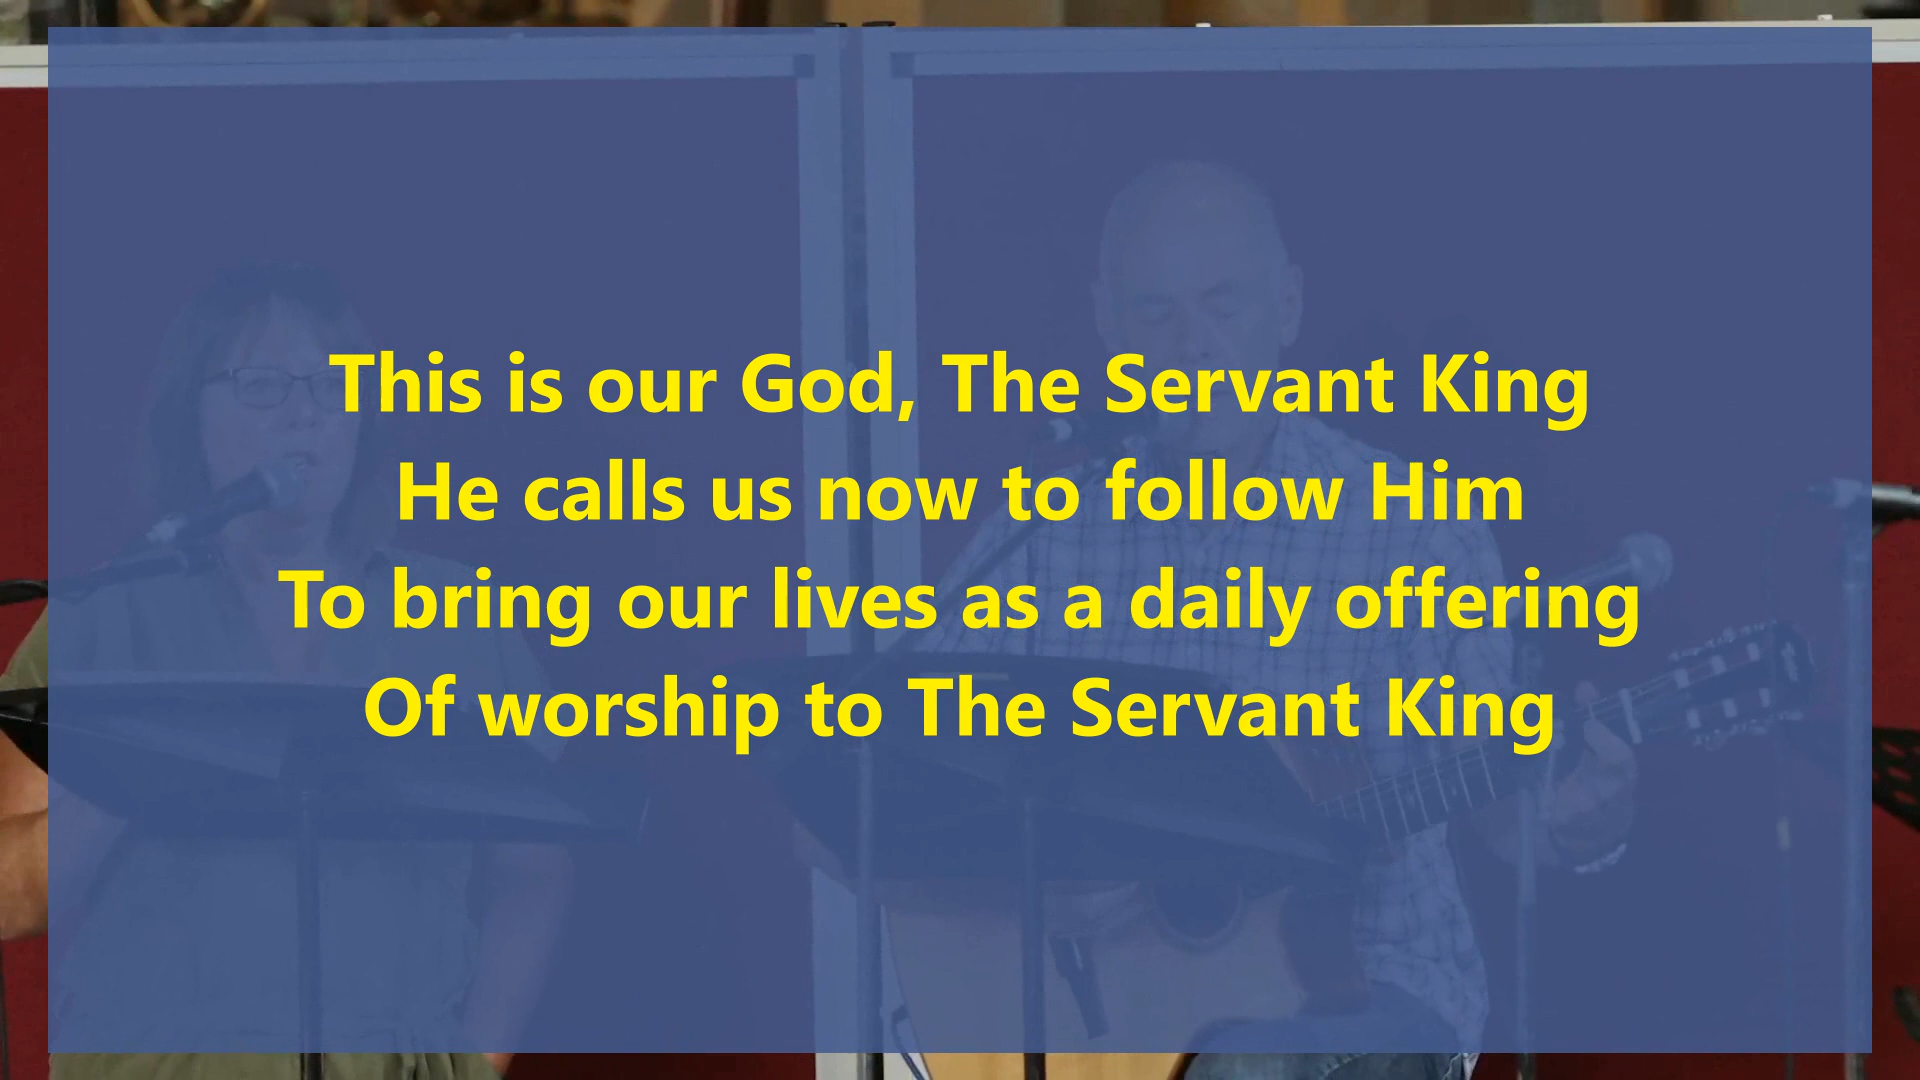 This is our God, The Servant King
He calls us now to follow Him
To bring our lives as a daily offering
Of worship to The Servant King